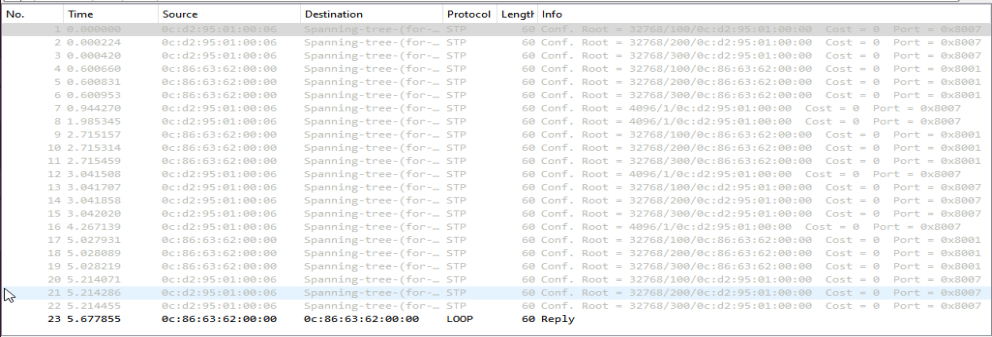 No. Time Source Destination Protocol Length Info
1 0.000000 0c:d2:95:01:00:06 Spanning-tree-(for-… STP 60 Conf. Root = 32768/100/0c:d2:95:01:00:00 Cost = 0 Port = 0x8007
2 0.000224 0c:d2:95:01:00:06 Spanning-tree-(for-… STP 60 Conf. Root = 32768/200/0c:d2:95:01:00:00 Cost = 0 Port = 0x8007
3 0.000420 0c:d2:95:01:00:06 Spanning-tree-(for-… STP 60 Conf. Root = 32768/300/0c:d2:95:01:00:00 Cost = 0 Port = 0x8007
4 0.600660 0c:86:63:62:00:00 Spanning-tree-(for-… STP 60 Conf. Root = 32768/100/0c:86:63:62:00:00 Cost = 0 Port = 0x8001
5 0.600831 0c:86:63:62:00:00 Spanning-tree-(for-… STP 60 Conf. Root = 32768/200/0c:86:63:62:00:00 Cost = 0 Port = 0x8001
6 0.600953 0c:86:63:62:00:00 Spanning-tree-(for-… STP 60 Conf. Root = 32768/300/0c:86:63:62:00:00 Cost = 0 Port = 0x8001
7 0.944270 0c:d2:95:01:00:06 Spanning-tree-(for-… STP 60 Conf. Root = 4096/1/0c:d2:95:01:00:00 Cost = 0 Port = 0x8007
8 1.985345 0c:d2:95:01:00:06 Spanning-tree-(for-… STP 60 Conf. Root = 4096/1/0c:d2:95:01:00:00 Cost = 0 Port = 0x8007
9 2.715157 0c:86:63:62:00:00 Spanning-tree-(for-… STP 60 Conf. Root = 32768/100/0c:86:63:62:00:00 Cost = 0 Port = 0x8001
10 2.715314 0c:86:63:62:00:00 Spanning-tree-(for-… STP 60 Conf. Root = 32768/200/0c:86:63:62:00:00 Cost = 0 Port = 0x8001
11 2.715459 0c:86:63:62:00:00 Spanning-tree-(for-… STP 60 Conf. Root = 32768/300/0c:86:63:62:00:00 Cost = 0 Port = 0x8001
12 3.041508 0c:d2:95:01:00:06 Spanning-tree-(for-… STP 60 Conf. Root = 4096/1/0c:d2:95:01:00:00 Cost = 0 Port = 0x8007
13 3.041707 0c:d2:95:01:00:06 Spanning-tree-(for-… STP 60 Conf. Root = 32768/100/0c:d2:95:01:00:00 Cost = 0 Port = 0x8007
14 3.041858 0c:d2:95:01:00:06 Spanning-tree-(for-… STP 60 Conf. Root = 32768/200/0c:d2:95:01:00:00 Cost = 0 Port = 0x8007
15 3.042020 0c:d2:95:01:00:06 Spanning-tree-(for-… STP 60 Conf. Root = 32768/300/0c:d2:95:01:00:00 Cost = 0 Port = 0x8007
16 4.267139 0c:d2:95:01:00:06 Spanning-tree-(for-… STP 60 Conf. Root = 4096/1/0c:d2:95:01:00:00 Cost = 0 Port = 0x8007
17 5.027931 0c:86:63:62:00:00 Spanning-tree-(for-… STP 60 Conf. Root = 32768/100/0c:86:63:62:00:00 Cost = 0 Port = 0x8001
18 5.028089 0c:86:63:62:00:00 Spanning-tree-(for-… STP 60 Conf. Root = 32768/200/0c:86:63:62:00:00 Cost = 0 Port = 0x8001
19 5.028219 0c:86:63:62:00:00 Spanning-tree-(for-… STP 60 Conf. Root = 32768/300/0c:86:63:62:00:00 Cost = 0 Port = 0x8001
20 5.214071 0c:d2:95:01:00:06 Spanning-tree-(for-… STP 60 Conf. Root = 32768/100/0c:d2:95:01:00:00 Cost = 0 Port = 0x8007
21 5.214286 0c:d2:95:01:00:06 Spanning-tree-(for-… STP 60 Conf. Root = 32768/200/0c:d2:95:01:00:00 Cost = 0 Port = 0x8007
22 5.214455 0c:d2:95:01:00:06 Spanning-tree-(for-… STP 60 Conf. Root = 32768/300/0c:d2:95:01:00:00 Cost = 0 Port = 0x8007
23 5.677855 0c:86:63:62:00:00 0c:86:63:62:00:00 LOOP 60 Reply